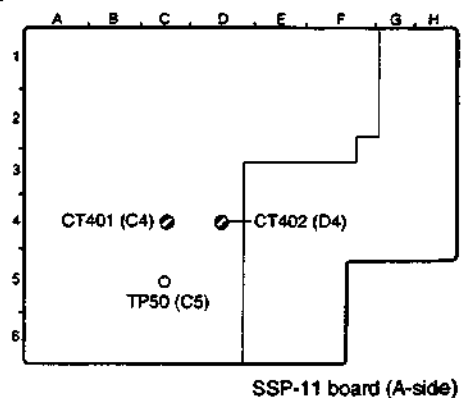 A B C D E F G H
1
2
3
4
5
6
CT401 (C4)
CT402 (D4)
TP50 (C5)
SSP-11 board (A-side)